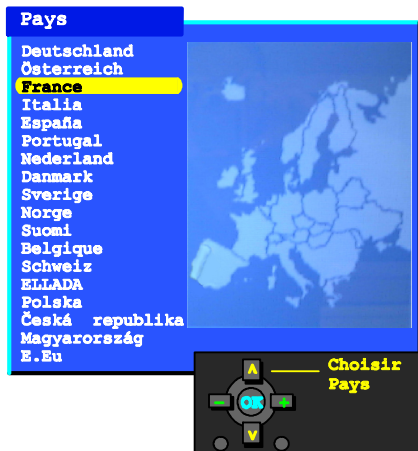 Pays
Deutschland
Österreich
France
Italia
España
Portugal
Nederland
Danmark
Sverige
Norge
Suomi
Belgique
Schweiz
ELLADA
Polska
Česká republika
Magyarország
E.Eu
Choisir
Pays
∧
- OK +
∨